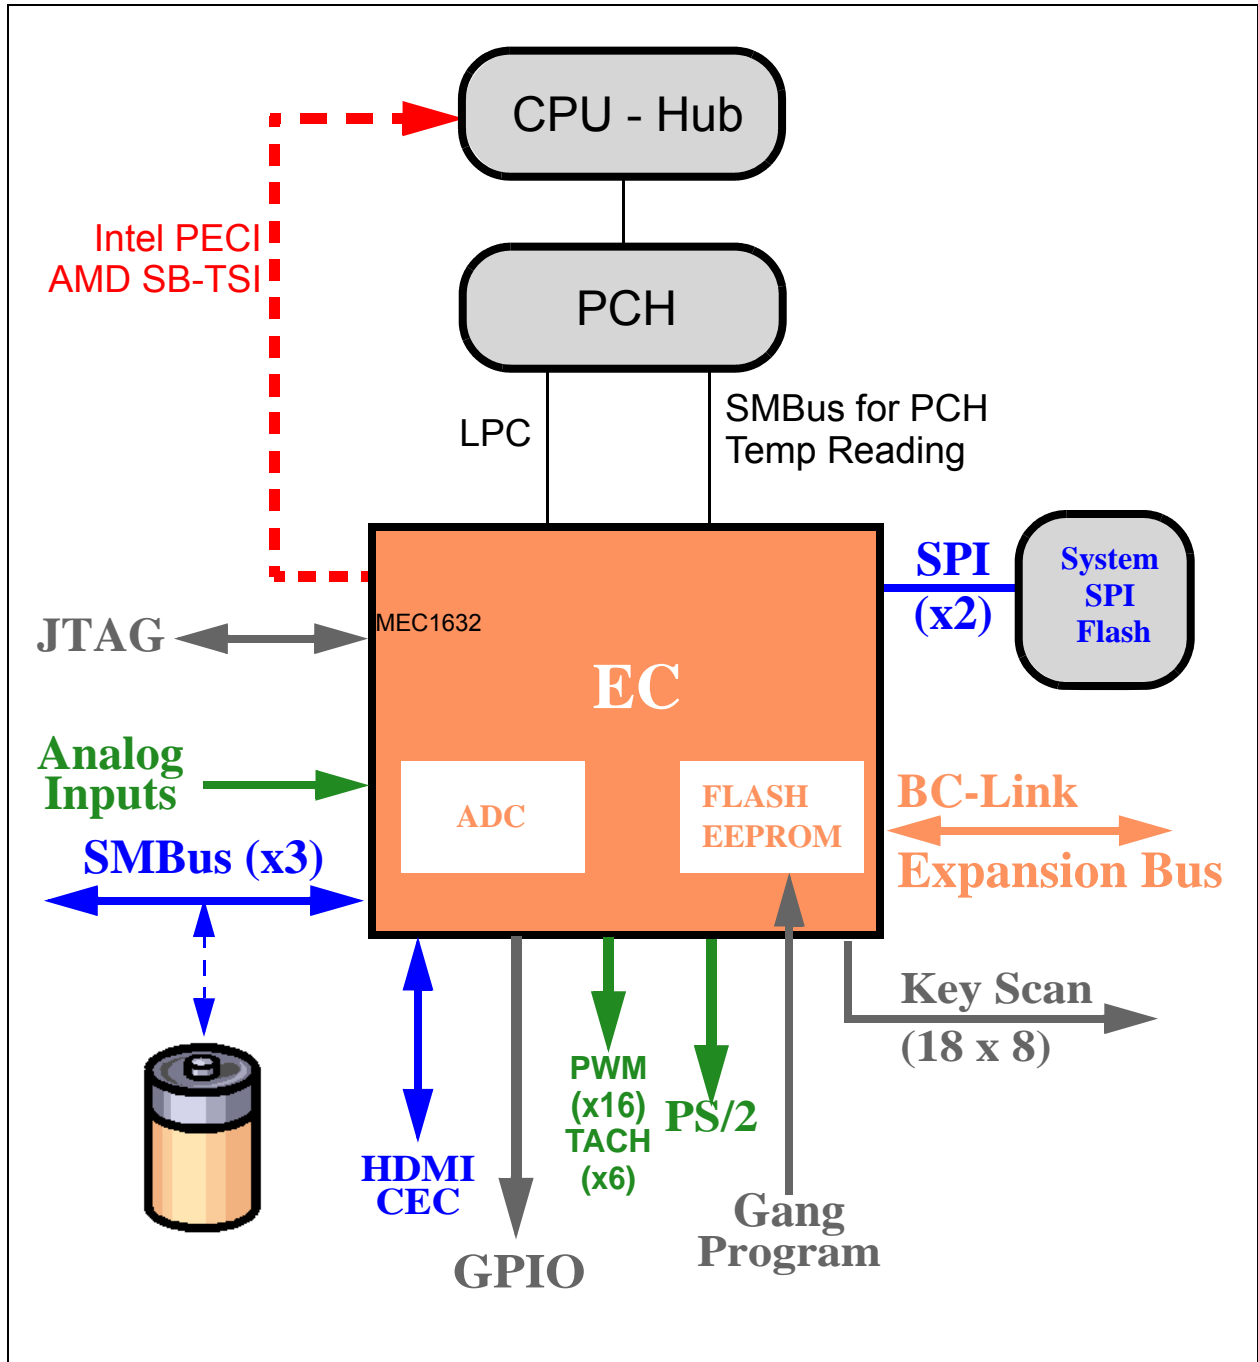 CPU - Hub
Intel PECI
AMD SB-TSI
PCH
LPC
SMBus for PCH
Temp Reading
SPI
(x2)
System
SPI
Flash
MEC1632
JTAG
EC
Analog
Inputs
ADC
FLASH
EEPROM
BC-Link
Expansion Bus
SMBus (x3)
Key Scan
(18 x 8)
PWM
(x16)
TACH
(x6)
PS/2
HDMI
CEC
GPIO
Gang
Program